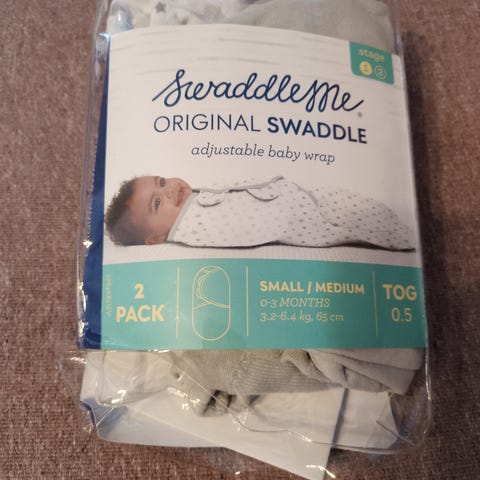 stage
1 2
SwaddleMe®
ORIGINAL SWADDLE
adjustable baby wrap
2
PACK
SMALL / MEDIUM
0-3 MONTHS
3.2-6.4 kg, 65 cm
TOG
0.5